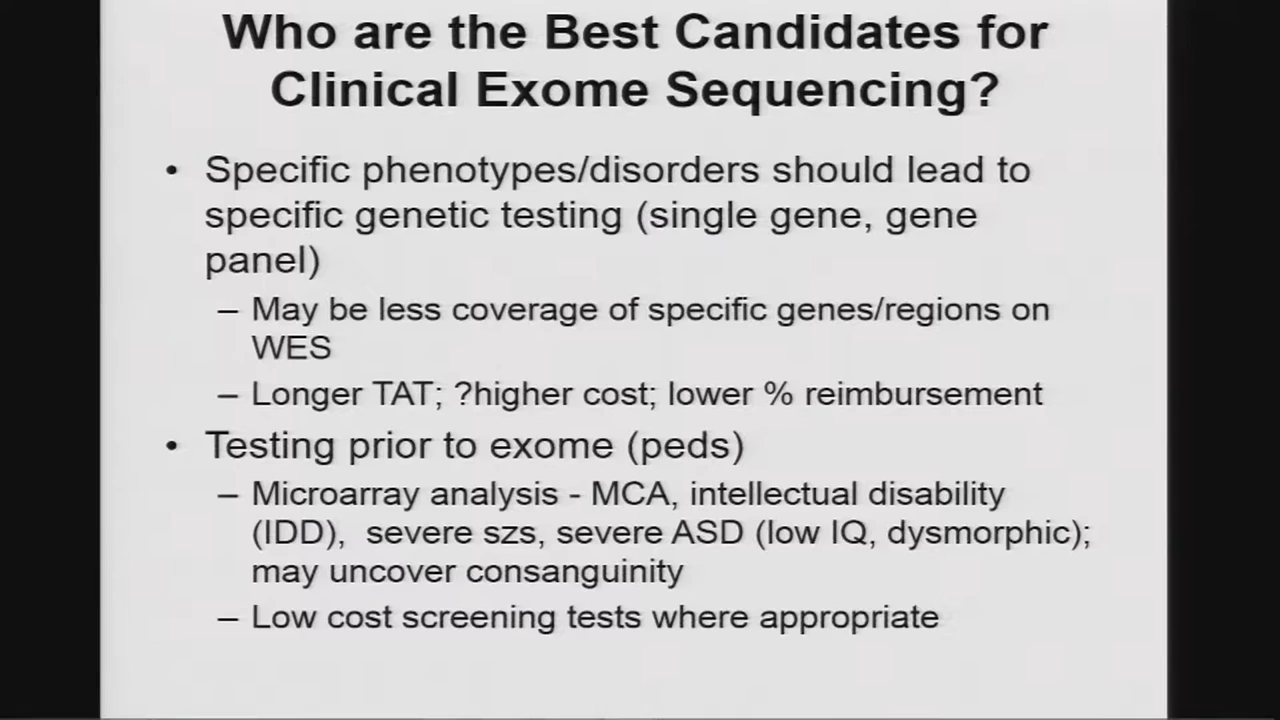 Who are the Best Candidates for
Clinical Exome Sequencing?
• Specific phenotypes/disorders should lead to
specific genetic testing (single gene, gene
panel)
– May be less coverage of specific genes/regions on
WES
– Longer TAT; ?higher cost; lower % reimbursement
• Testing prior to exome (peds)
– Microarray analysis - MCA, intellectual disability
(IDD), severe szs, severe ASD (low IQ, dysmorphic);
may uncover consanguinity
– Low cost screening tests where appropriate